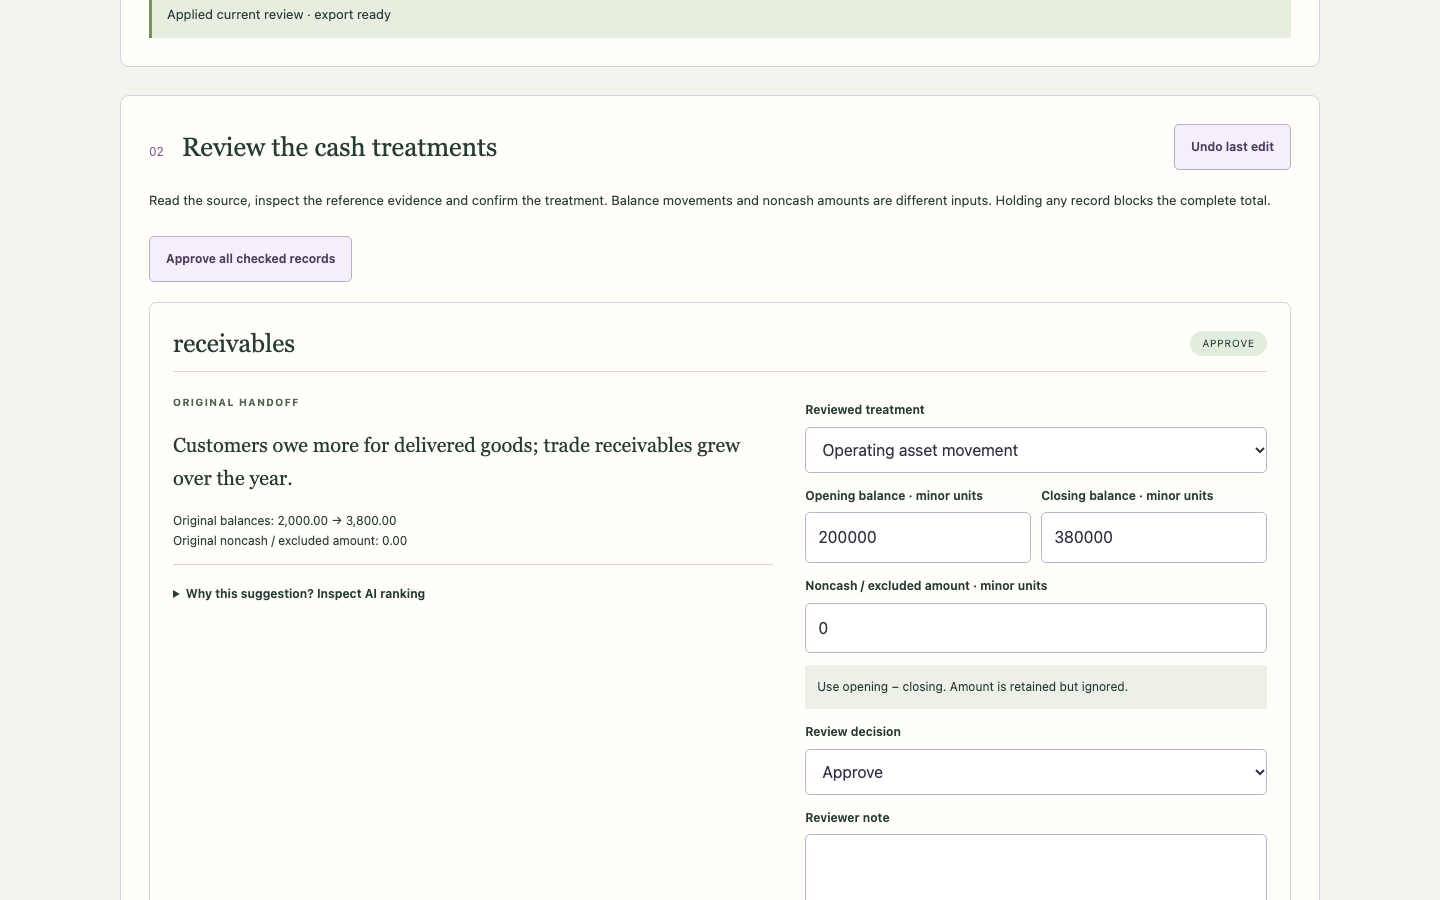 Applied current review · export ready
02 Review the cash treatments
Undo last edit
Read the source, inspect the reference evidence and confirm the treatment. Balance movements and noncash amounts are different inputs. Holding any record blocks the complete total.
Approve all checked records
receivables
APPROVE
ORIGINAL HANDOFF
Customers owe more for delivered goods; trade receivables grew
over the year.
Original balances: 2,000.00 → 3,800.00
Original noncash / excluded amount: 0.00
Why this suggestion? Inspect AI ranking
Reviewed treatment
Operating asset movement
Opening balance · minor units
Closing balance · minor units
200000
380000
Noncash / excluded amount · minor units
0
Use opening − closing. Amount is retained but ignored.
Review decision
Approve
Reviewer note